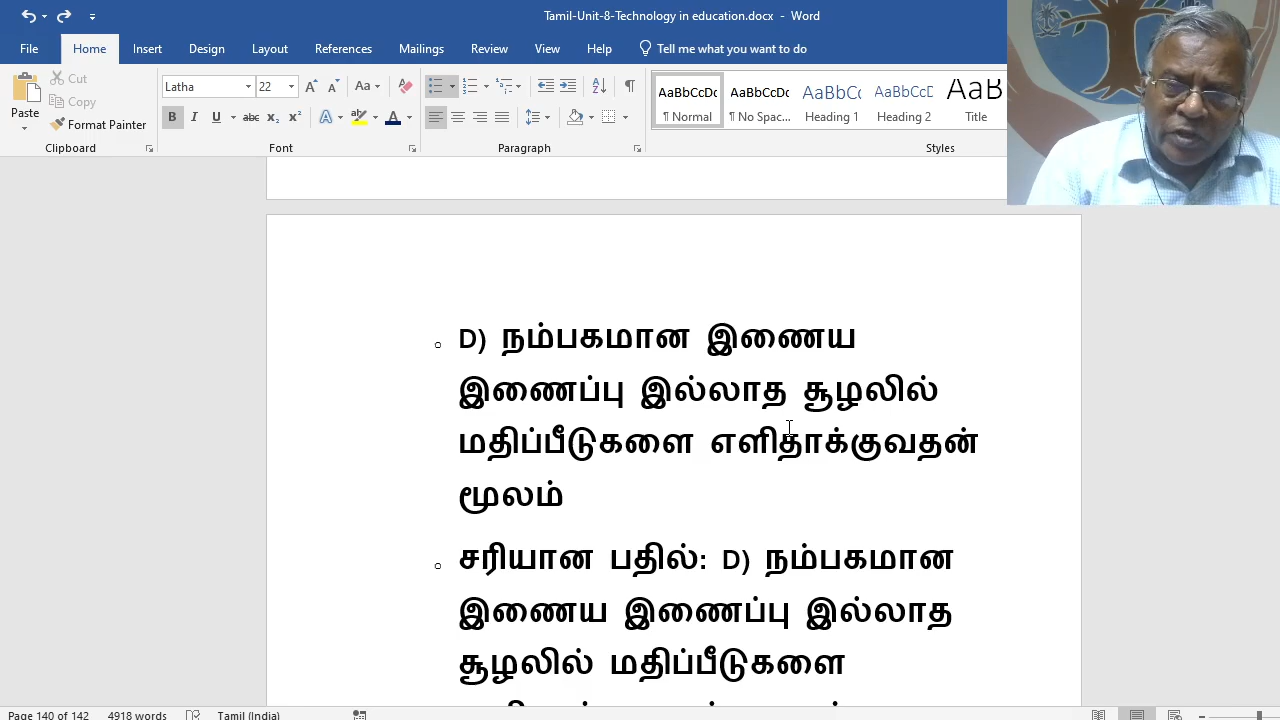 Tamil-Unit-8-Technology in education.docx - Word
File Home Insert Design Layout References Mailings Review View Help Tell me what you want to do
Paste
Cut
Copy
Format Painter
Clipboard
Latha 22
Font
Paragraph
AaBbCcDc
¶ Normal
AaBbCcDc
¶ No Spac...
AaBbCc
Heading 1
AaBbCcD
Heading 2
AaB
Title
Styles
D) நம்பகமான இணைய
இணைப்பு இல்லாத சூழலில்
மதிப்பீடுகளை எளிதாக்குவதன்
மூலம்
சரியான பதில்: D) நம்பகமான
இணைய இணைப்பு இல்லாத
சூழலில் மதிப்பீடுகளை
Page 140 of 142 4918 words Tamil (India)